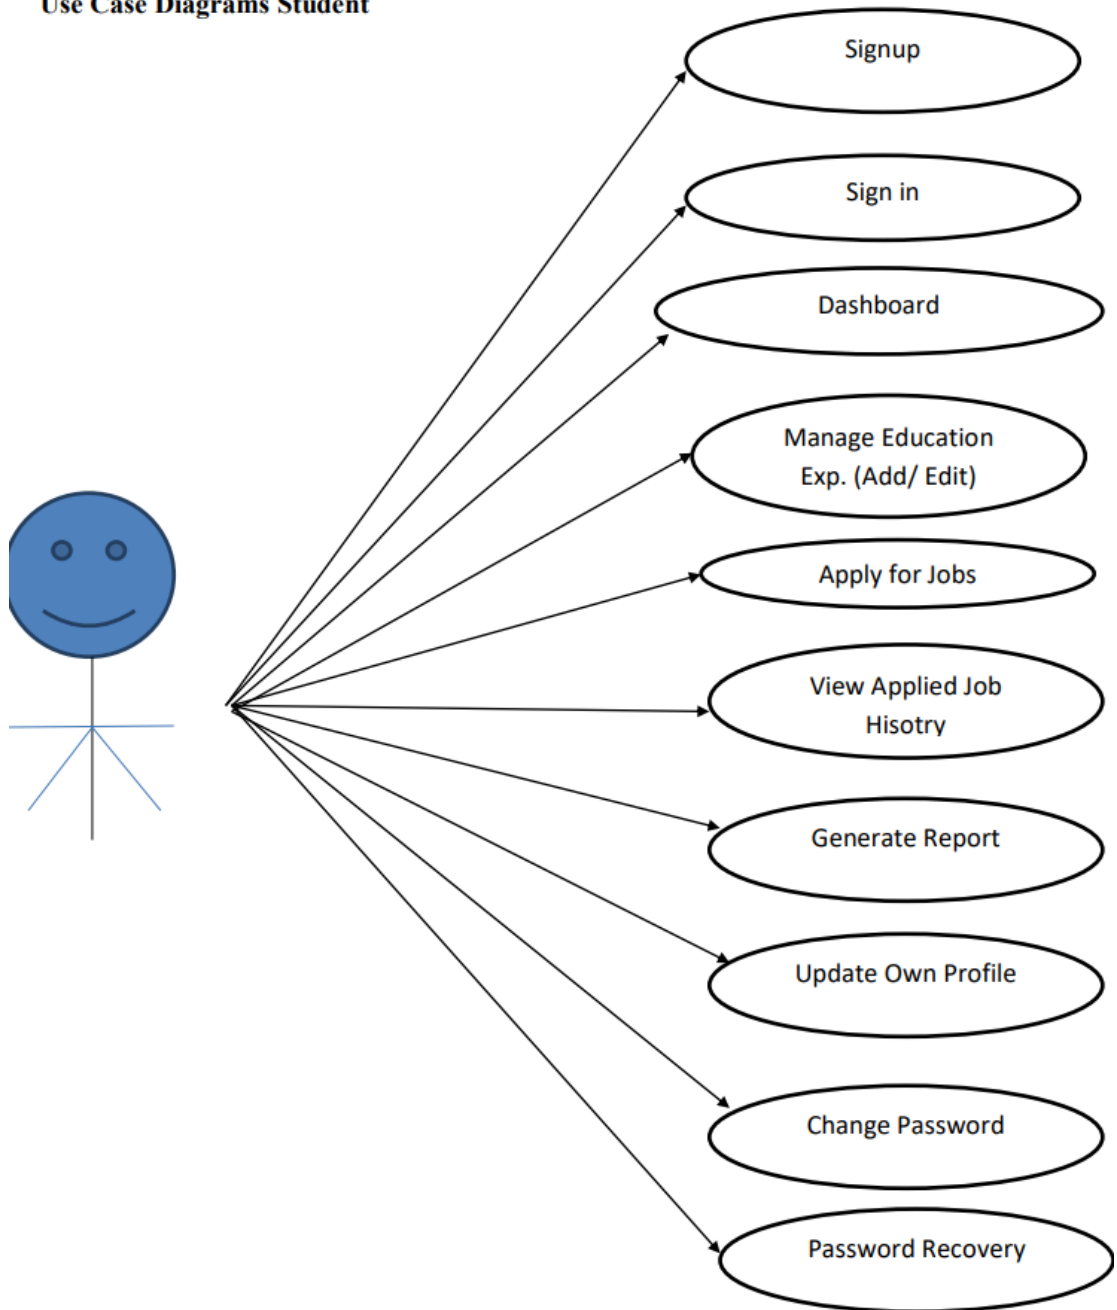 Use Case Diagrams Student
Signup
Sign in
Dashboard
Manage Education
Exp. (Add/ Edit)
Apply for Jobs
View Applied Job
Hisotry
Generate Report
Update Own Profile
Change Password
Password Recovery